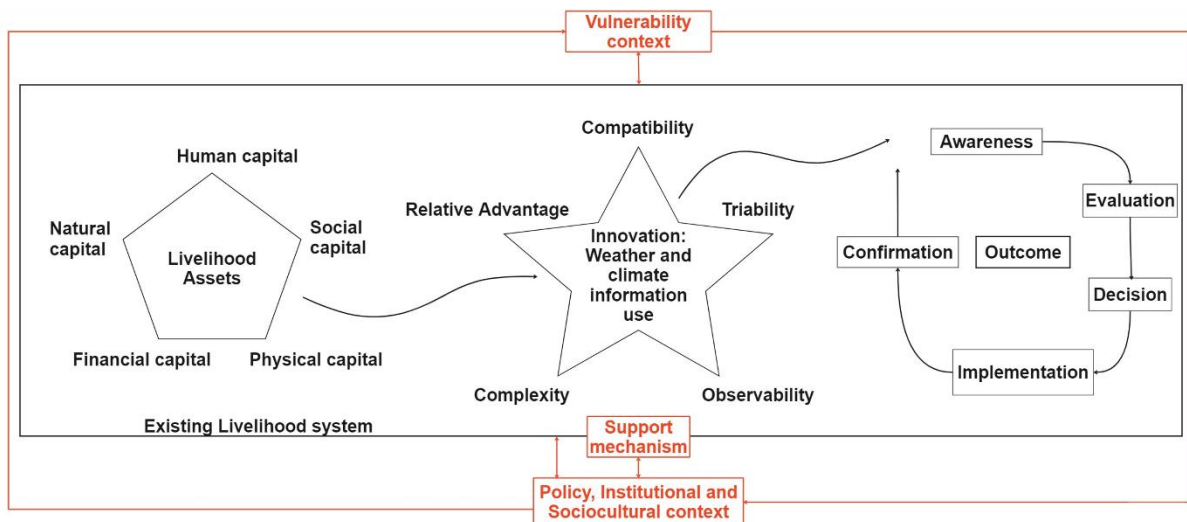 Vulnerability
context
Compatibility
Awareness
Human capital
Evaluation
Relative Advantage
Triability
Natural
capital
Social
capital
Livelihood
Assets
Innovation:
Weather and
climate
information
use
Confirmation
Outcome
Decision
Financial capital
Physical capital
Implementation
Complexity
Observability
Existing Livelihood system
Support
mechanism
Policy, Institutional and
Sociocultural context